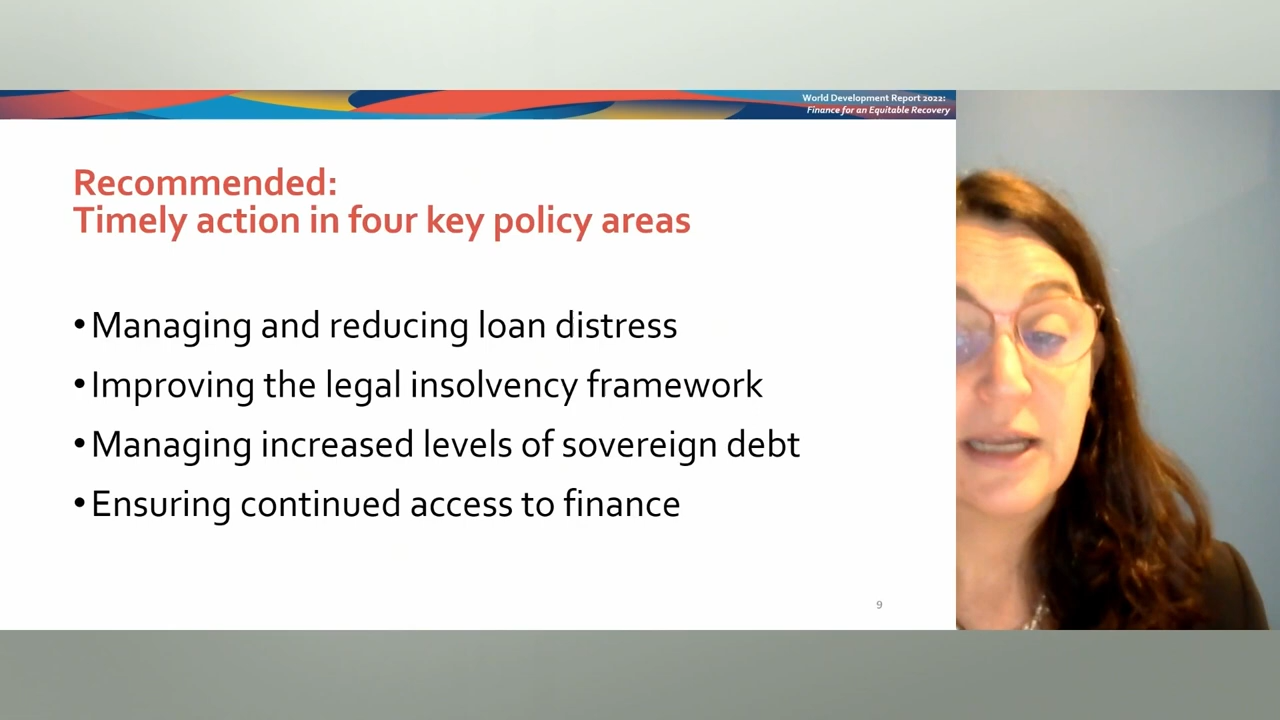 World Development Report 2022:
Finance for an Equitable Recovery
Recommended:
Timely action in four key policy areas
•Managing and reducing loan distress
•Improving the legal insolvency framework
•Managing increased levels of sovereign debt
•Ensuring continued access to finance
9